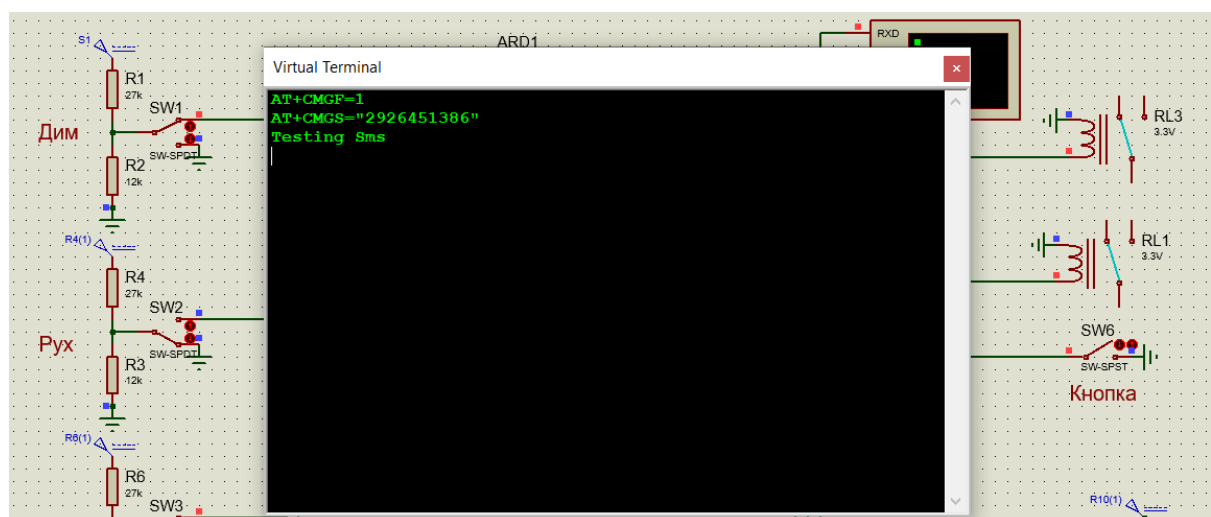 S1
ARD1
RXD
Virtual Terminal
×
R1
27k
SW1
Дим
SW-SPDT
R2
12k
AT+CMGF=1
AT+CMGS="2926451386"
Testing Sms
RL3
3.3V
R4(1)
R4
27k
SW2
Рух
SW-SPDT
R3
12k
RL1
3.3V
SW6
SW-SPST
Кнопка
R6(1)
R6
27k
SW3
R10(1)